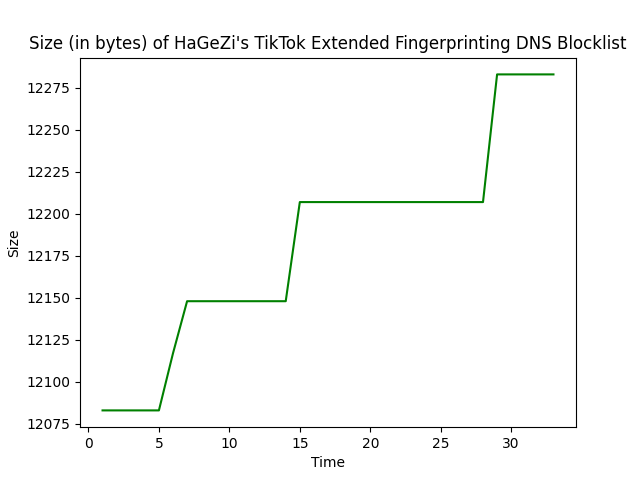 Size (in bytes) of HaGeZi's TikTok Extended Fingerprinting DNS Blocklist
12275
12250
12225
12200
12175
12150
12125
12100
12075
Size
0 5 10 15 20 25 30
Time